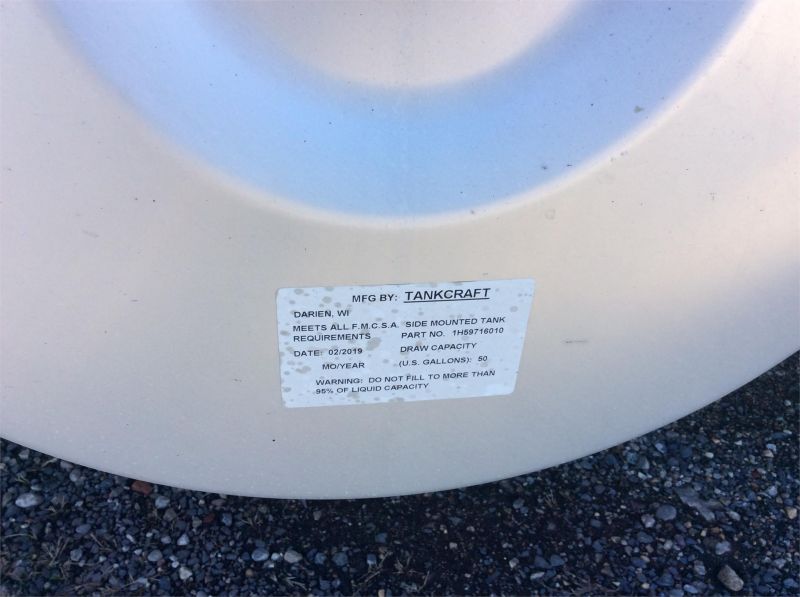 MFG BY: TANKCRAFT
DARIEN, WI
MEETS ALL F.M.C.S.A. SIDE MOUNTED TANK
REQUIREMENTS PART NO. 1H59716010
DATE: 02/2019 DRAW CAPACITY
MO/YEAR (U.S. GALLONS): 50
WARNING: DO NOT FILL TO MORE THAN
95% OF LIQUID CAPACITY